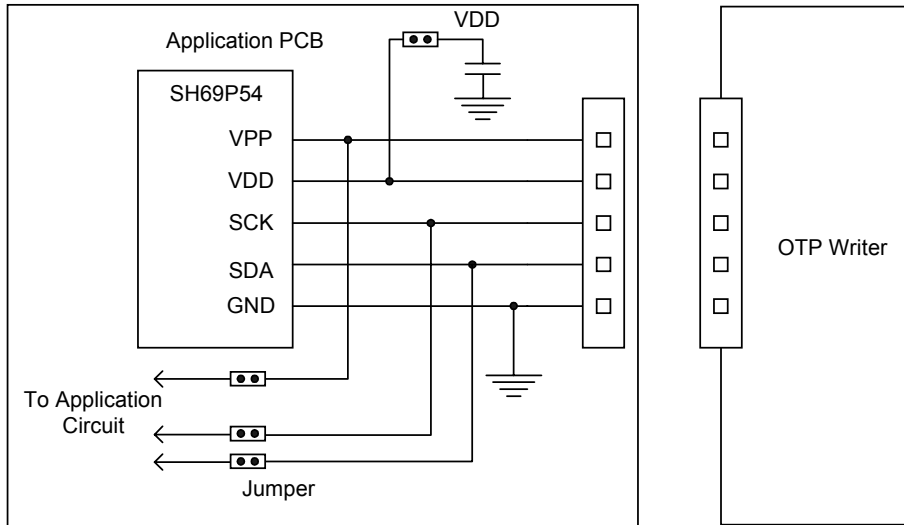 VDD
Application PCB
SH69P54
VPP
VDD
SCK
SDA
GND
OTP Writer
To Application
Circuit
Jumper